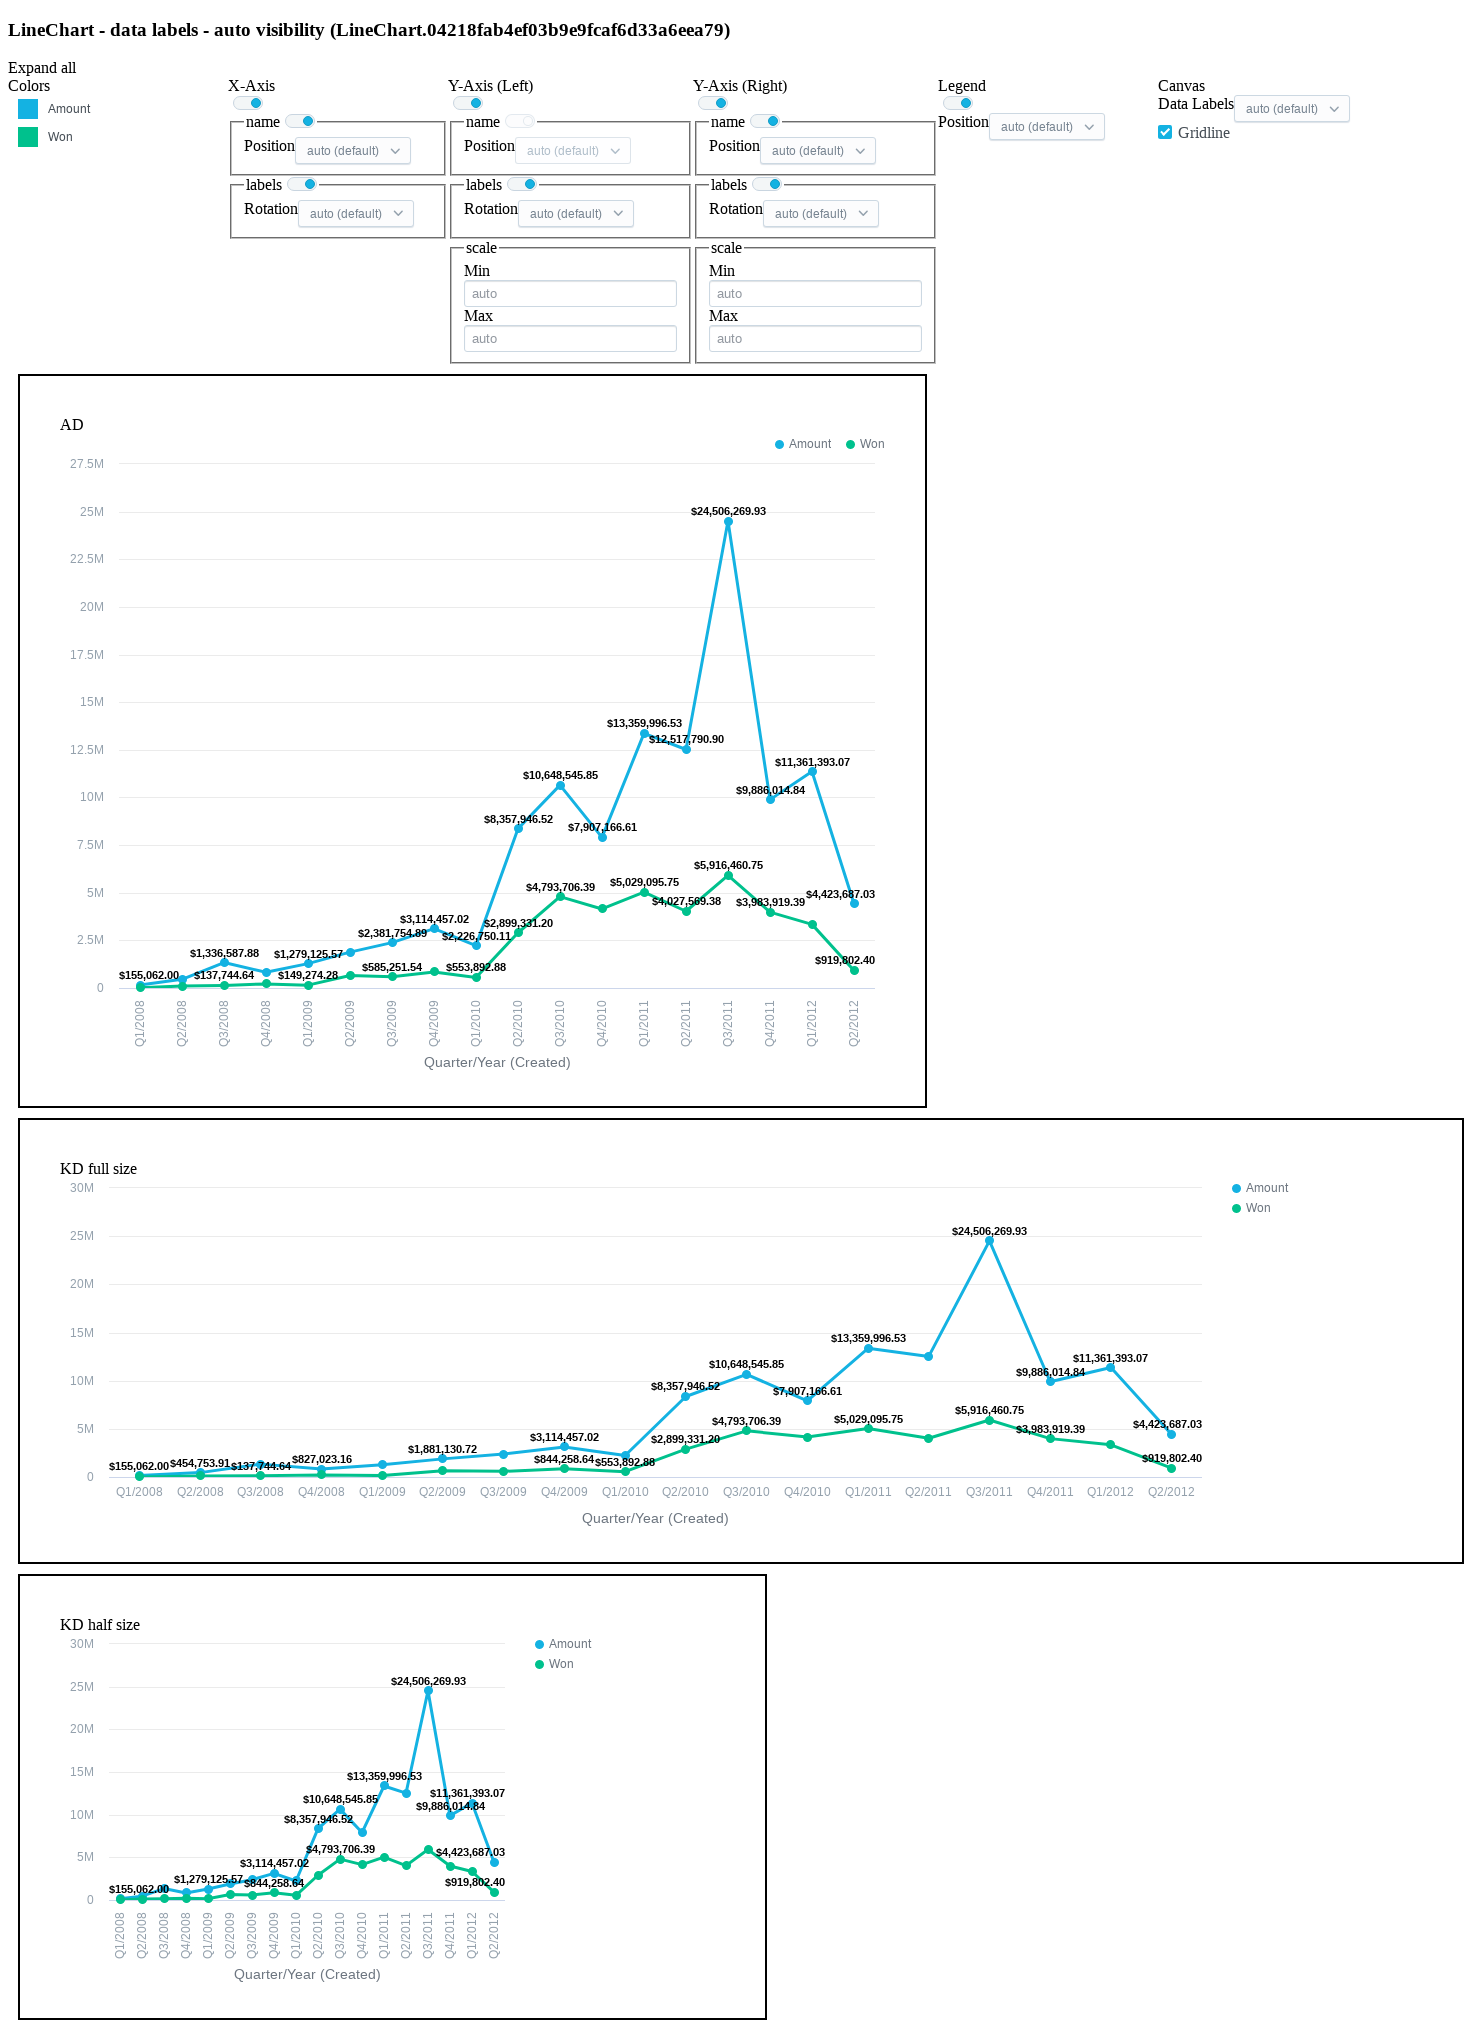 LineChart - data labels - auto visibility (LineChart.04218fab4ef03b9e9fcaf6d33a6eea79)
Expand all
Colors
Amount
Won
X-Axis
name
Position auto (default)
labels
Rotation auto (default)
Y-Axis (Left)
name
Position auto (default)
labels
Rotation auto (default)
scale
Min
auto
Max
auto
Y-Axis (Right)
name
Position auto (default)
labels
Rotation auto (default)
scale
Min
auto
Max
auto
Legend
Position auto (default)
Canvas
Data Labels auto (default)
Gridline
AD
Amount Won
27.5M
25M
22.5M
20M
17.5M
15M
12.5M
10M
7.5M
5M
2.5M
0
$24,506,269.93
$13,359,996.53
$12,517,790.90
$11,361,393.07
$10,648,545.85
$9,886,014.84
$8,357,946.52
$7,907,166.61
$5,916,460.75
$5,029,095.75
$4,793,706.39
$4,423,687.03
$4,027,569.38
$3,983,919.39
$3,114,457.02
$2,899,331.20
$2,381,754.89
$2,226,750.11
$1,336,587.88
$1,279,125.57
$919,802.40
$585,251.54
$553,892.88
$155,062.00
$137,744.64
$149,274.28
Q1/2008
Q2/2008
Q3/2008
Q4/2008
Q1/2009
Q2/2009
Q3/2009
Q4/2009
Q1/2010
Q2/2010
Q3/2010
Q4/2010
Q1/2011
Q2/2011
Q3/2011
Q4/2011
Q1/2012
Q2/2012
Quarter/Year (Created)
KD full size
Amount
Won
30M
25M
20M
15M
10M
5M
0
$24,506,269.93
$13,359,996.53
$11,361,393.07
$10,648,545.85
$9,886,014.84
$8,357,946.52
$7,907,166.61
$5,916,460.75
$5,029,095.75
$4,793,706.39
$4,423,687.03
$3,983,919.39
$3,114,457.02
$2,899,331.20
$1,881,130.72
$919,802.40
$827,023.16
$844,258.64
$553,892.88
$155,062.00
$454,753.91
$137,744.64
Q1/2008 Q2/2008 Q3/2008 Q4/2008 Q1/2009 Q2/2009 Q3/2009 Q4/2009 Q1/2010 Q2/2010 Q3/2010 Q4/2010 Q1/2011 Q2/2011 Q3/2011 Q4/2011 Q1/2012 Q2/2012
Quarter/Year (Created)
KD half size
Amount
Won
30M
25M
20M
15M
10M
5M
0
$24,506,269.93
$13,359,996.53
$11,361,393.07
$10,648,545.85
$9,886,014.84
$8,357,946.52
$4,793,706.39
$4,423,687.03
$3,114,457.02
$1,279,125.57
$844,258.64
$919,802.40
$155,062.00
Q1/2008
Q2/2008
Q3/2008
Q4/2008
Q1/2009
Q2/2009
Q3/2009
Q4/2009
Q1/2010
Q2/2010
Q3/2010
Q4/2010
Q1/2011
Q2/2011
Q3/2011
Q4/2011
Q1/2012
Q2/2012
Quarter/Year (Created)